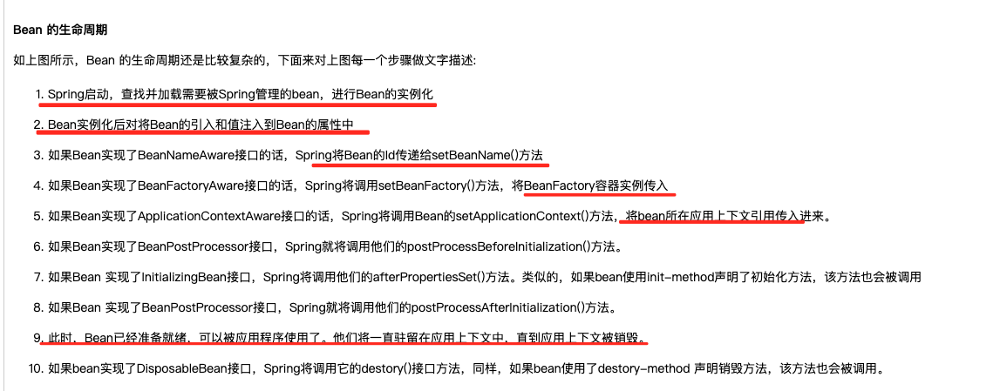 Bean 的生命周期
如上图所示，Bean 的生命周期还是比较复杂的，下面来对上图每一个步骤做文字描述:
1. Spring启动，查找并加载需要被Spring管理的bean，进行Bean的实例化
2. Bean实例化后对将Bean的引入和值注入到Bean的属性中
3. 如果Bean实现了BeanNameAware接口的话，Spring将Bean的Id传递给setBeanName()方法
4. 如果Bean实现了BeanFactoryAware接口的话，Spring将调用setBeanFactory()方法，将BeanFactory容器实例传入
5. 如果Bean实现了ApplicationContextAware接口的话，Spring将调用Bean的setApplicationContext()方法，将bean所在应用上下文引用传入进来。
6. 如果Bean实现了BeanPostProcessor接口，Spring就将调用他们的postProcessBeforeInitialization()方法。
7. 如果Bean 实现了InitializingBean接口，Spring将调用他们的afterPropertiesSet()方法。类似的，如果bean使用init-method声明了初始化方法，该方法也会被调用
8. 如果Bean 实现了BeanPostProcessor接口，Spring就将调用他们的postProcessAfterInitialization()方法。
9. 此时，Bean已经准备就绪，可以被应用程序使用了。他们将一直驻留在应用上下文中，直到应用上下文被销毁。
10. 如果bean实现了DisposableBean接口，Spring将调用它的destory()接口方法，同样，如果bean使用了destory-method 声明销毁方法，该方法也会被调用。